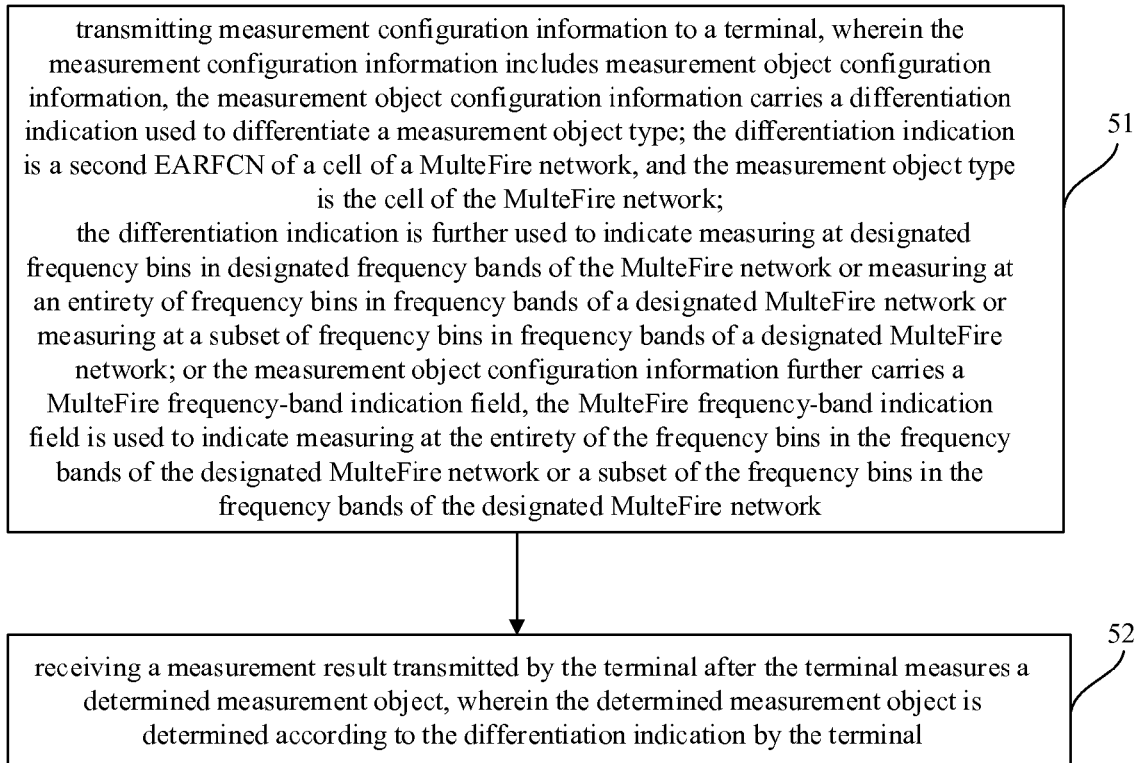 transmitting measurement configuration information to a terminal, wherein the
measurement configuration information includes measurement object configuration
information, the measurement object configuration information carries a differentiation
indication used to differentiate a measurement object type; the differentiation indication
is a second EARFCN of a cell of a MulteFire network, and the measurement object type
is the cell of the MulteFire network;
the differentiation indication is further used to indicate measuring at designated
frequency bins in designated frequency bands of the MulteFire network or measuring at
an entirety of frequency bins in frequency bands of a designated MulteFire network or
measuring at a subset of frequency bins in frequency bands of a designated MulteFire
network; or the measurement object configuration information further carries a
MulteFire frequency-band indication field, the MulteFire frequency-band indication
field is used to indicate measuring at the entirety of the frequency bins in the frequency
bands of the designated MulteFire network or a subset of the frequency bins in the
frequency bands of the designated MulteFire network
51
receiving a measurement result transmitted by the terminal after the terminal measures a
determined measurement object, wherein the determined measurement object is
determined according to the differentiation indication by the terminal
52